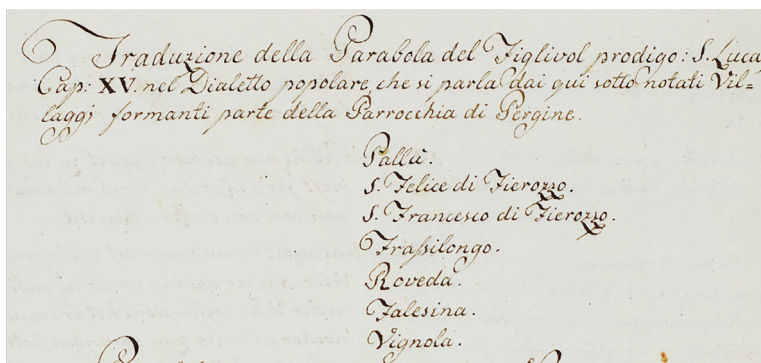 Traduzione della Parabola del Figlivol prodigo: S. Luca
Cap: XV. nel Dialetto popolare, che si parla dai qui sotto notati Vil=
laggj formanti parte della Parrocchia di Pergine.
Pallù.
S. Felice di Fierozzo.
S. Francesco di Fierozzo.
Frassilongo.
Roveda.
Falesina.
Vignola.